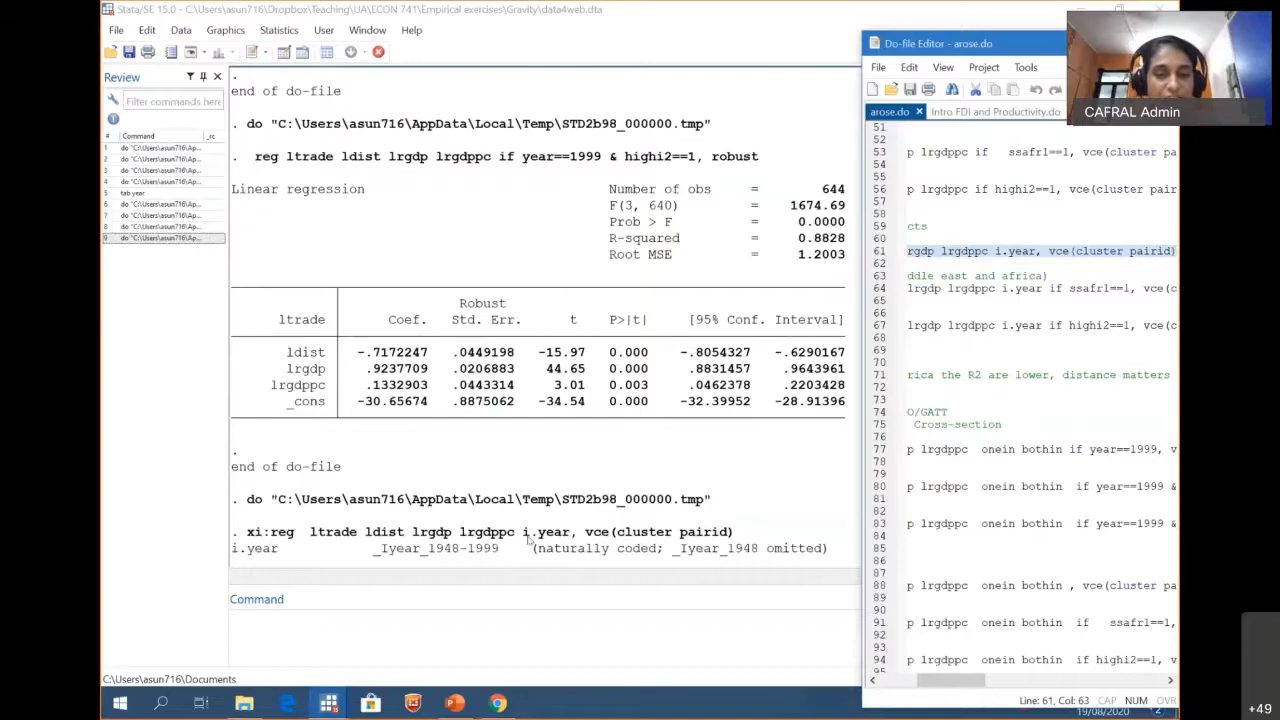 Stata/SE 15.0 - C:\Users\asun716\Dropbox\Teaching\UA\ECON 741\Empirical exercises\Gravity\data4web.dta
File Edit Data Graphics Statistics User Window Help
Review
Filter commands here
# Command _rc
1 do "C:\Users\asun716\Ap...
2 do "C:\Users\asun716\Ap...
3 do "C:\Users\asun716\Ap...
4 do "C:\Users\asun716\Ap...
5 tab year
6 do "C:\Users\asun716\Ap...
7 do "C:\Users\asun716\Ap...
8 do "C:\Users\asun716\Ap...
9 do "C:\Users\asun716\Ap...
.
end of do-file
. do "C:\Users\asun716\AppData\Local\Temp\STD2b98_000000.tmp"
. reg ltrade ldist lrgdp lrgdppc if year==1999 & highi2==1, robust
Linear regression Number of obs = 644
F(3, 640) = 1674.69
Prob > F = 0.0000
R-squared = 0.8828
Root MSE = 1.2003
Robust
ltrade Coef. Std. Err. t P>|t| [95% Conf. Interval]
ldist -.7172247 .0449198 -15.97 0.000 -.8054327 -.6290167
lrgdp .9237709 .0206883 44.65 0.000 .8831457 .9643961
lrgdppc .1332903 .0443314 3.01 0.003 .0462378 .2203428
_cons -30.65674 .8875062 -34.54 0.000 -32.39952 -28.91396
.
end of do-file
. do "C:\Users\asun716\AppData\Local\Temp\STD2b98_000000.tmp"
. xi:reg ltrade ldist lrgdp lrgdppc i.year, vce(cluster pairid)
i.year _Iyear_1948-1999 (naturally coded; _Iyear_1948 omitted)
Command
C:\Users\asun716\Documents
Do-file Editor - arose.do
File Edit View Project Tools
arose.do × Intro FDI and Productivity.do
51
52
53 p lrgdppc if ssafr1==1, vce(cluster pa
54
55
56 p lrgdppc if highi2==1, vce(cluster pair
57
58
59 cts
60
61 rgdp lrgdppc i.year, vce(cluster pairid)
62
63 ddle east and africa)
64 lrgdp lrgdppc i.year if ssafr1==1, vce(c
65
66
67 lrgdp lrgdppc i.year if highi2==1, vce(c
68
69
70
71 rica the R2 are lower, distance matters
72
73
74 O/GATT
75 Cross-section
76
77 p lrgdppc onein bothin if year==1999, v
78
79
80 p lrgdppc onein bothin if year==1999 &
81
82
83 p lrgdppc onein bothin if year==1999 &
84
85
86
87
88 p lrgdppc onein bothin , vce(cluster pa
89
90
91 p lrgdppc onein bothin if ssafr1==1,
92
93
94 p lrgdppc onein bothin if highi2==1, v
Line: 61, Col: 63 CAP NUM OVR
19/08/2020
CAFRAL Admin
+49